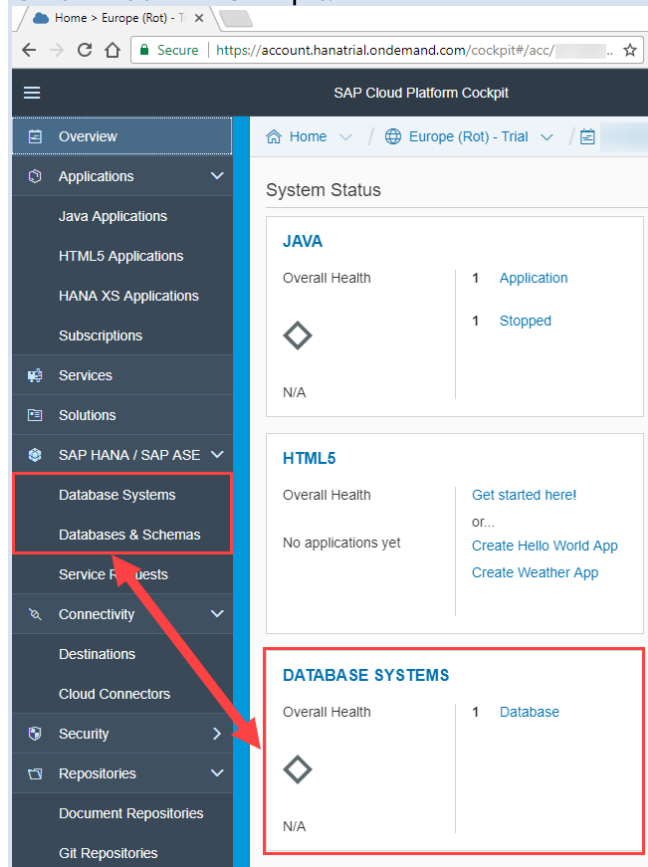 Home > Europe (Rot) - T
Secure https://account.hanatrial.ondemand.com/cockpit#/acc/ ..
SAP Cloud Platform Cockpit
Overview
Home / Europe (Rot) - Trial /
Applications
System Status
Java Applications
HTML5 Applications
HANA XS Applications
Subscriptions
Services
Solutions
SAP HANA / SAP ASE
Database Systems
Databases & Schemas
Service Requests
Connectivity
Destinations
Cloud Connectors
Security
Repositories
Document Repositories
Git Repositories
JAVA
Overall Health
1 Application
1 Stopped
N/A
HTML5
Overall Health
Get started here!
or...
No applications yet
Create Hello World App
Create Weather App
DATABASE SYSTEMS
Overall Health
1 Database
N/A